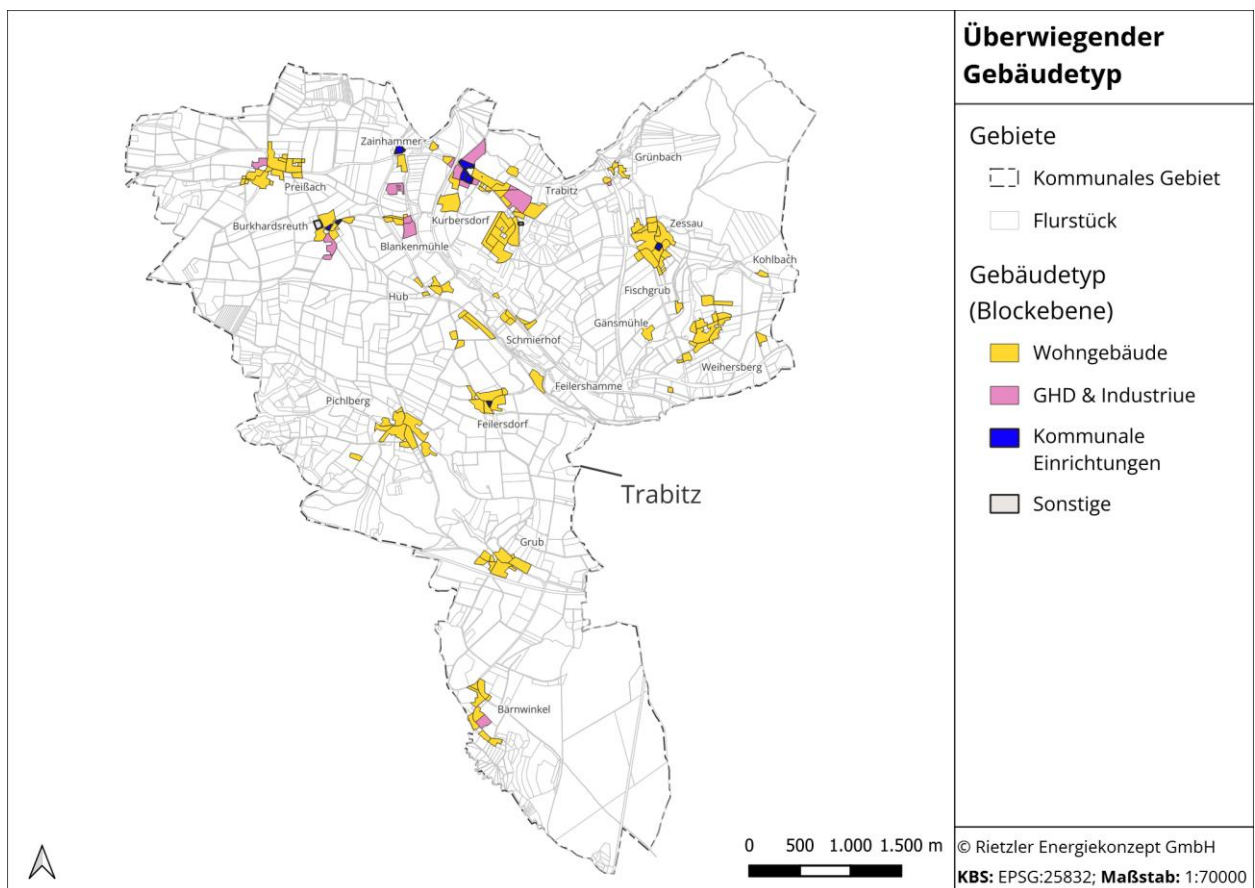 Überwiegender
Gebäudetyp
Gebiete
Kommunales Gebiet
Flurstück
Gebäudetyp
(Blockebene)
Wohngebäude
GHD & Industriue
Kommunale
Einrichtungen
Sonstige
Zainhammer
Grünbach
Preißach
Trabitz
Kurbersdorf
Burkhardsreuth
Zessau
Blankenmühle
Kohlbach
Hub
Fischgrub
Gänsmühle
Schmierhof
Weihersberg
Feilershamme
Pichlberg
Feilersdorf
Trabitz
Grub
Bärnwinkel
0 500 1.000 1.500 m
© Rietzler Energiekonzept GmbH
KBS: EPSG:25832; Maßstab: 1:70000